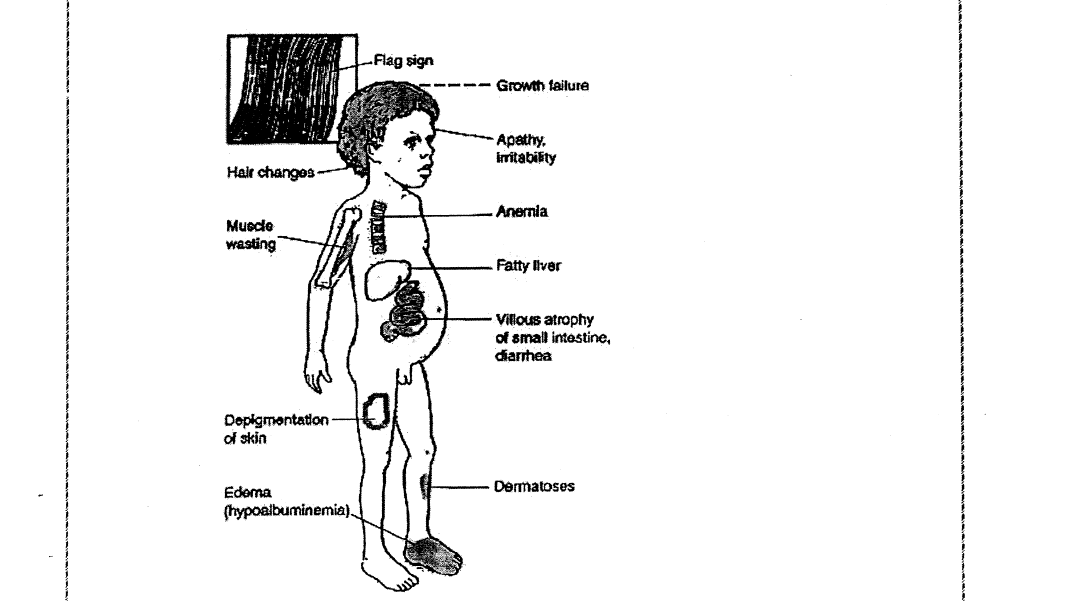 Flag sign
Growth failure
Apathy,
irritability
Hair changes
Anemia
Muscle
wasting
Fatty liver
Villous atrophy
of small intestine,
diarrhea
Depigmentation
of skin
Dermatoses
Edema
(hypoalbuminemia)